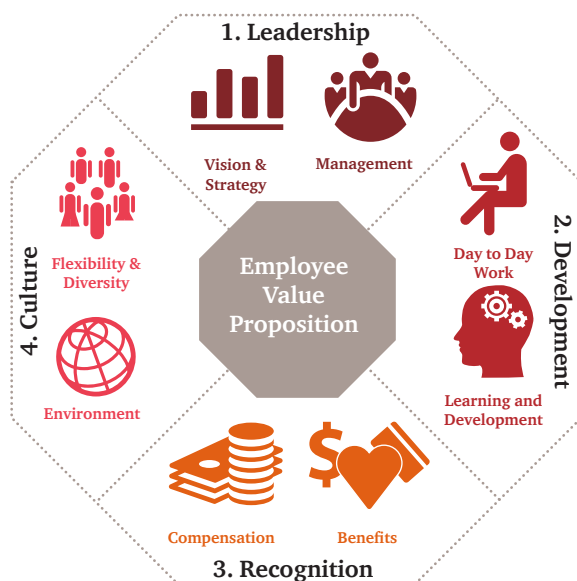 1. Leadership
Vision &
Strategy
Management
2. Development
Day to Day
Work
Learning and
Development
Employee
Value
Proposition
3. Recognition
Compensation
Benefits
4. Culture
Flexibility &
Diversity
Environment
$